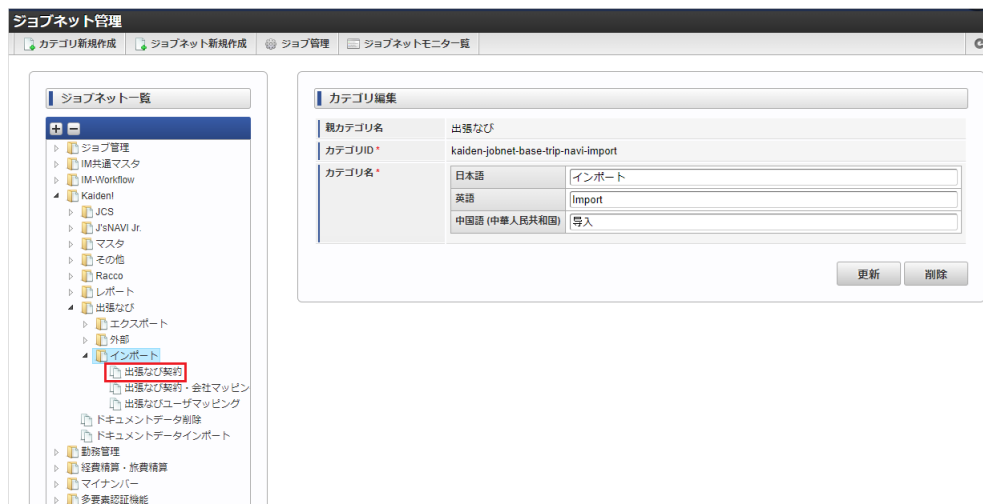 ジョブネット管理
カテゴリ新規作成 ジョブネット新規作成 ジョブ管理 ジョブネットモニタ一覧
ジョブネット一覧
ジョブ管理
IM共通マスタ
IM-Workflow
Kaiden!
JCS
J'sNAVI Jr.
マスタ
その他
Racco
レポート
出張なび
エクスポート
外部
インポート
出張なび契約
出張なび契約・会社マッピン
出張なびユーザマッピング
ドキュメントデータ削除
ドキュメントデータインポート
勤務管理
経費精算・旅費精算
マイナンバー
多要素認証機能
カテゴリ編集
親カテゴリ名 出張なび
カテゴリID * kaiden-jobnet-base-trip-navi-import
カテゴリ名 * 日本語 インポート
英語 Import
中国語 (中華人民共和国) 导入
更新 削除